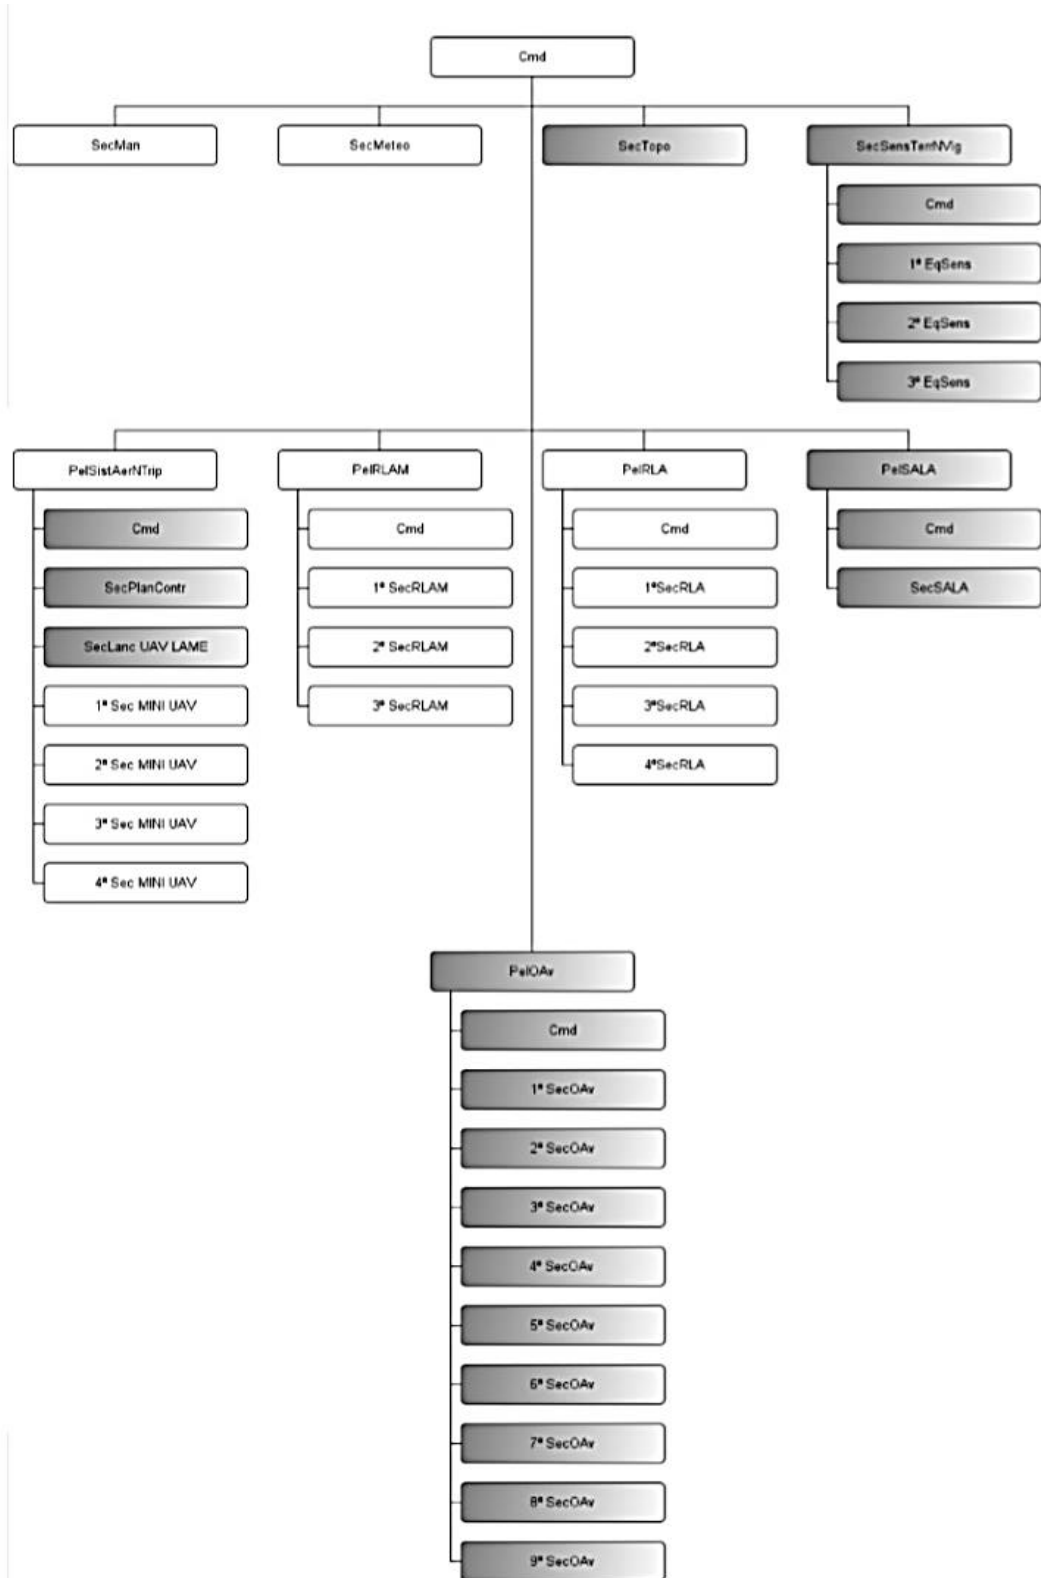 Cmd
SecMan
SecMeteo
SecTopo
SecSensTerrNVig
Cmd
1ª EqSens
2ª EqSens
3ª EqSens
PelSistAerNTrip
Cmd
SecPlanContr
SecLanc UAV LAME
1ª Sec MINI UAV
2ª Sec MINI UAV
3ª Sec MINI UAV
4ª Sec MINI UAV
PelRLAM
Cmd
1ª SecRLAM
2ª SecRLAM
3ª SecRLAM
PelRLA
Cmd
1ªSecRLA
2ªSecRLA
3ªSecRLA
4ªSecRLA
PelSALA
Cmd
SecSALA
PelOAv
Cmd
1ª SecOAv
2ª SecOAv
3ª SecOAv
4ª SecOAv
5ª SecOAv
6ª SecOAv
7ª SecOAv
8ª SecOAv
9ª SecOAv